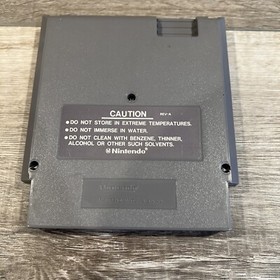 CAUTION
REV-A
• DO NOT STORE IN EXTREME TEMPERATURES.
• DO NOT IMMERSE IN WATER.
• DO NOT CLEAN WITH BENZENE, THINNER,
ALCOHOL OR OTHER SUCH SOLVENTS.
Nintendo®